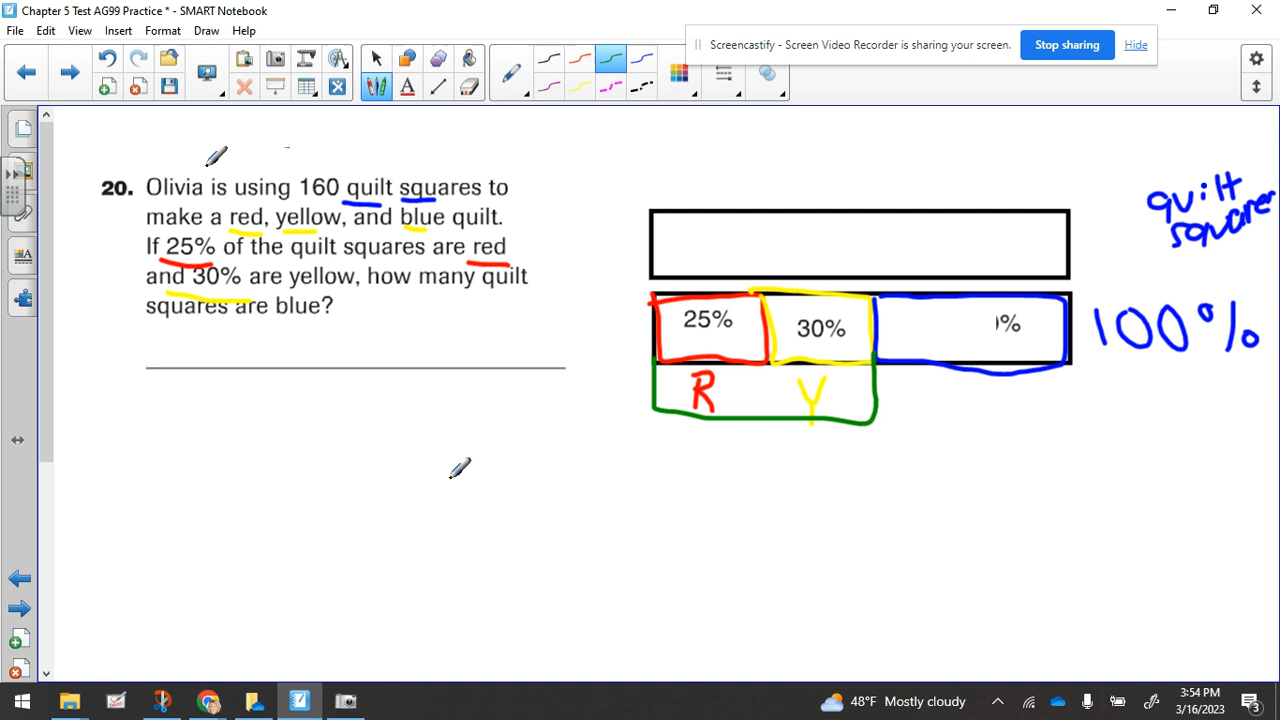 Chapter 5 Test AG99 Practice * - SMART Notebook
File Edit View Insert Format Draw Help
Screencastify - Screen Video Recorder is sharing your screen.
Stop sharing
Hide
20. Olivia is using 160 quilt squares to
make a red, yellow, and blue quilt.
If 25% of the quilt squares are red
and 30% are yellow, how many quilt
squares are blue?
quilt
squares
25%
30%
%
100%
R
Y
48°F Mostly cloudy
3:54 PM
3/16/2023
3